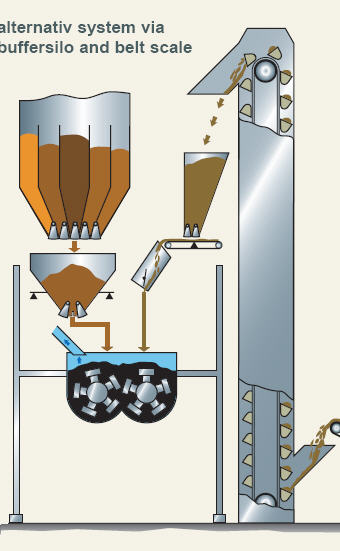 alternativ system via
buffersilo and belt scale